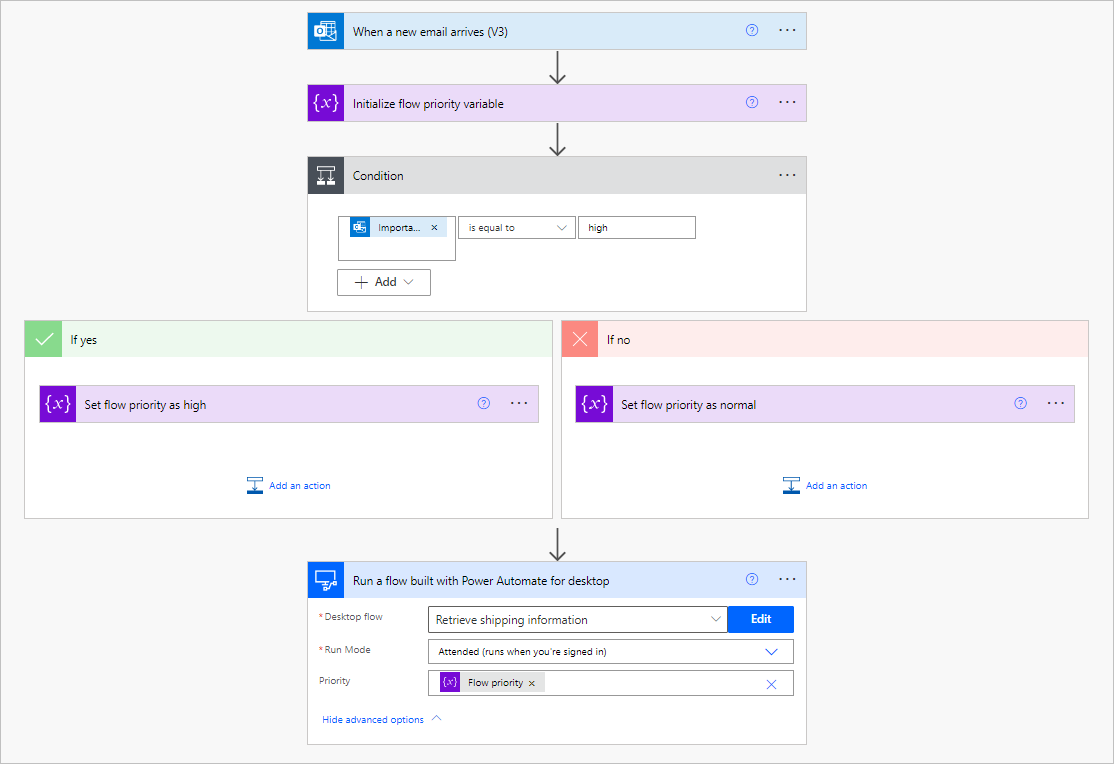 When a new email arrives (V3)
{x} Initialize flow priority variable
Condition
Importa... × is equal to high
+ Add
If yes
If no
{x} Set flow priority as high
{x} Set flow priority as normal
Add an action
Add an action
Run a flow built with Power Automate for desktop
* Desktop flow Retrieve shipping information Edit
* Run Mode Attended (runs when you're signed in)
Priority {x} Flow priority ×
Hide advanced options